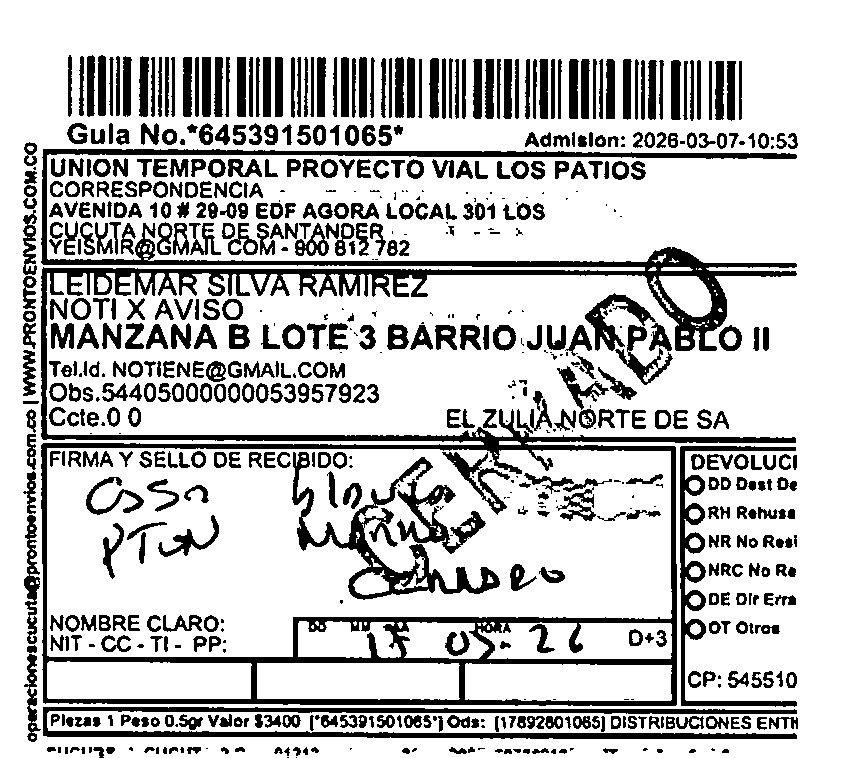 Guia No.*645391501065*
Admision: 2026-03-07-10:53
UNION TEMPORAL PROYECTO VIAL LOS PATIOS
CORRESPONDENCIA
AVENIDA 10 # 29-09 EDF AGORA LOCAL 301 LOS
CUCUTA NORTE DE SANTANDER
YEISMIR@GMAIL COM - 900 812 782
LEIDEMAR SILVA RAMIREZ
NOTI X AVISO
MANZANA B LOTE 3 BARRIO JUAN PABLO II
Tel.Id. NOTIENE@GMAIL.COM
Obs.54405000000053957923
Ccte.0 0
EL ZULIA NORTE DE SA
CERRADO
operacionescucuta@prontoenvios.com.co | WWW.PRONTOENVIOS.COM.CO
FIRMA Y SELLO DE RECIBIDO:
Casa blanca
NOMBRE CLARO:
NIT - CC - TI - PP:
DD MM AA HORA
17 03-26
D+3
DEVOLUCI
DD Dest De
RH Rehusa
NR No Resi
NRC No Re
DE Dir Erra
OT Otros
CP: 545510
Piezas 1 Peso 0.5gr Valor $3400 [*645391501065*] Ods: [17892601065] DISTRIBUCIONES ENTR